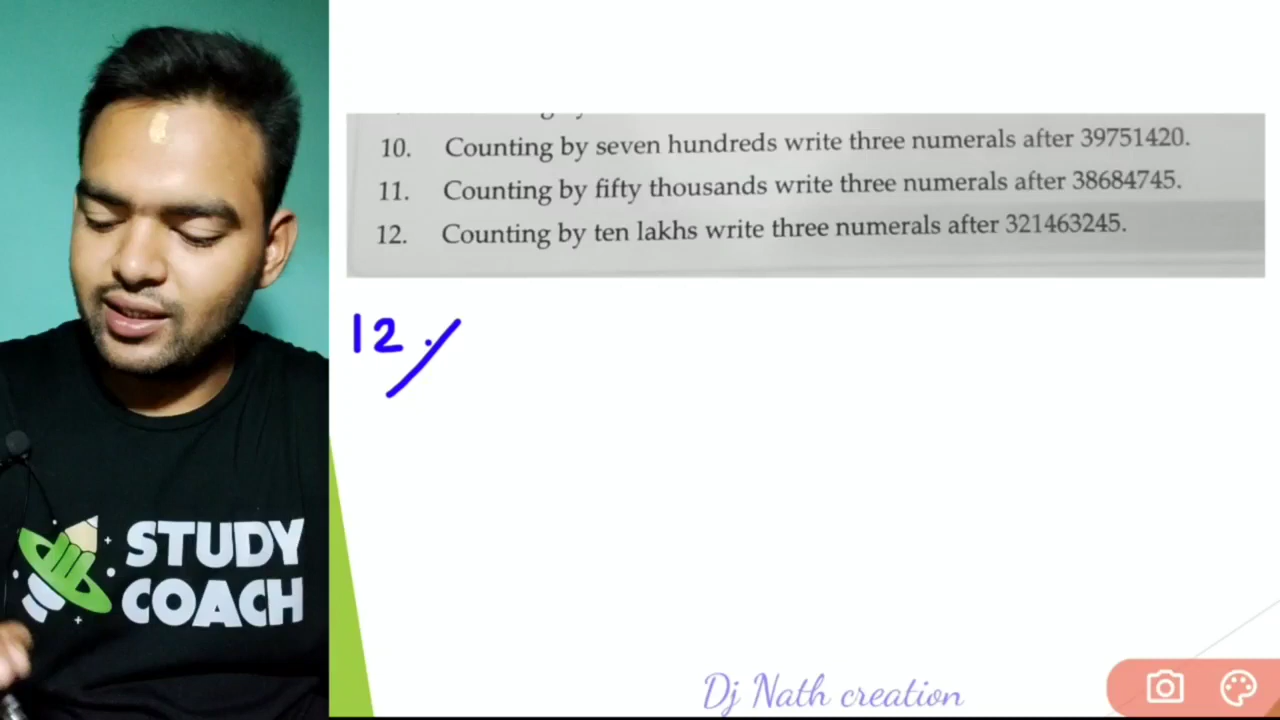 10. Counting by seven hundreds write three numerals after 39751420.
11. Counting by fifty thousands write three numerals after 38684745.
12. Counting by ten lakhs write three numerals after 321463245.
12.
STUDY
COACH
Dj Nath creation